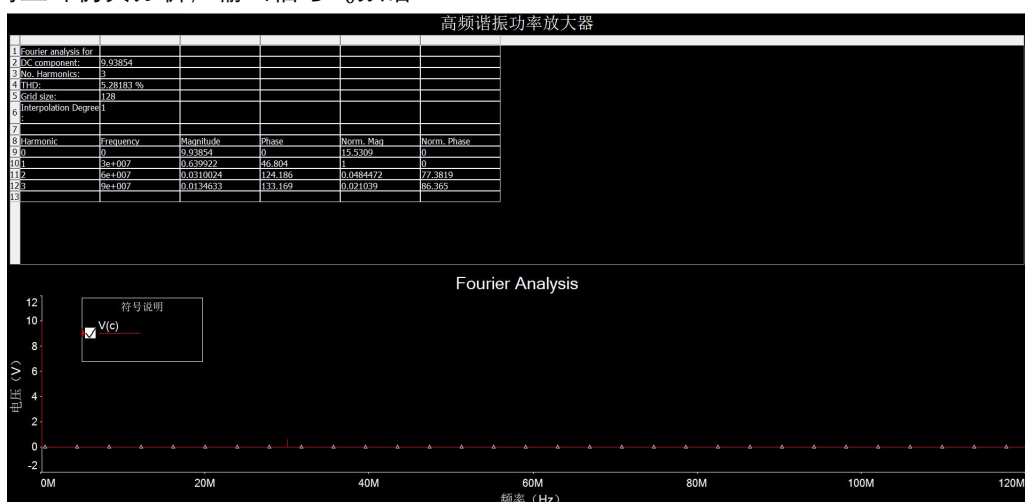 高频谐振功率放大器
1 Fourier analysis for
2 DC component: 9.93854
3 No. Harmonics: 3
4 THD: 5.28183 %
5 Grid size: 128
6 Interpolation Degree 1
:
7
8 Harmonic Frequency Magnitude Phase Norm. Mag Norm. Phase
9 0 0 9.93854 0 15.5309 0
10 1 3e+007 0.639922 46.804 1 0
11 2 6e+007 0.0310024 124.186 0.0484472 77.3819
12 3 9e+007 0.0134633 133.169 0.021039 86.365
13
Fourier Analysis
符号说明
V(c)
12
10
8
6
4
2
0
-2
电压（V）
0M 20M 40M 60M 80M 100M 120M
频率（Hz）